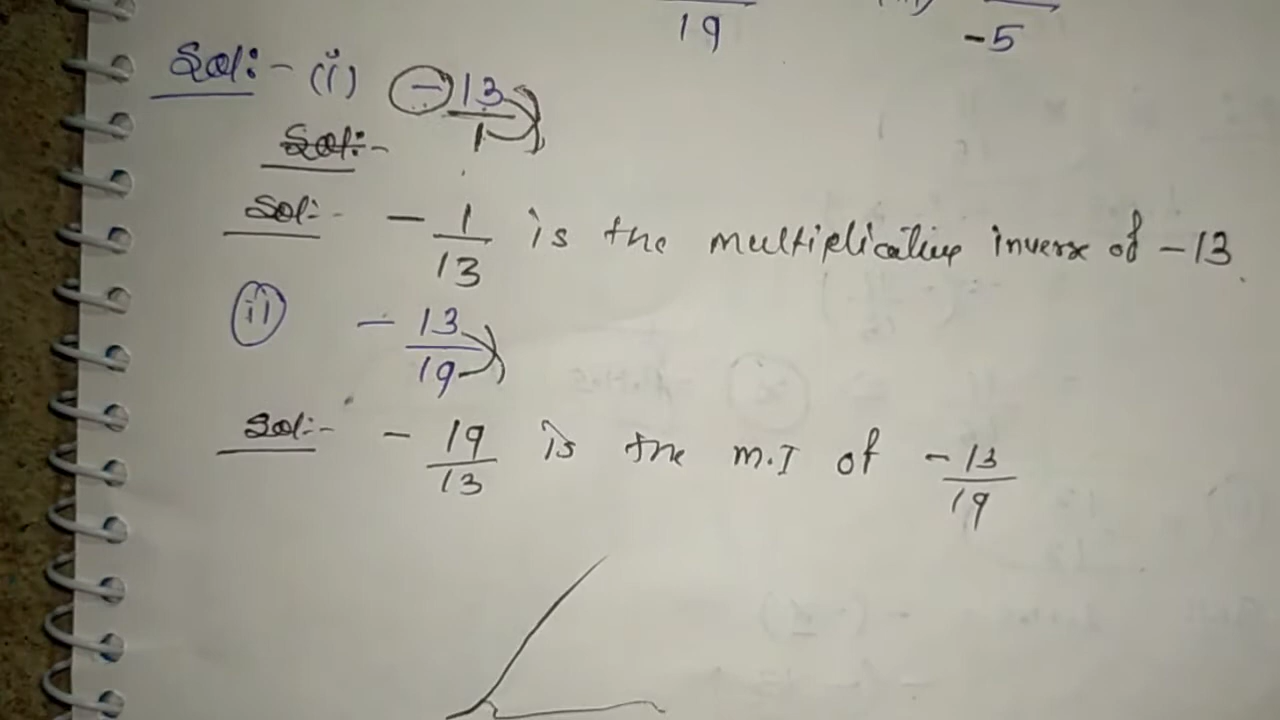 19 -5
Sol:- (i) -13/1
Sol:-
Sol:- - 1/13 is the multiplicative inverse of -13
(ii) - 13/19
Sol:- - 19/13 is the M.I of -13/19